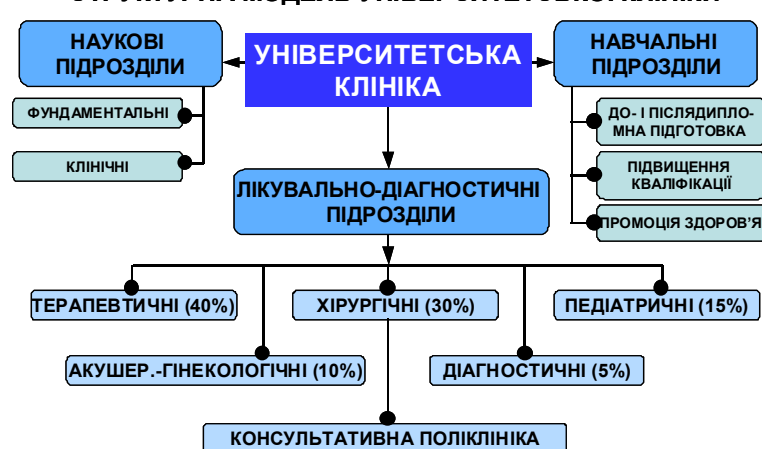 УНІВЕРСИТЕТСЬКА
КЛІНІКА
НАУКОВІ
ПІДРОЗДІЛИ
ФУНДАМЕНТАЛЬНІ
КЛІНІЧНІ
НАВЧАЛЬНІ
ПІДРОЗДІЛИ
ДО- І ПІСЛЯДИПЛО-
МНА ПІДГОТОВКА
ПІДВИЩЕННЯ
КВАЛІФІКАЦІЇ
ПРОМОЦІЯ ЗДОРОВ'Я
ЛІКУВАЛЬНО-ДІАГНОСТИЧНІ
ПІДРОЗДІЛИ
ТЕРАПЕВТИЧНІ (40%)
ХІРУРГІЧНІ (30%)
ПЕДІАТРИЧНІ (15%)
АКУШЕР.-ГІНЕКОЛОГІЧНІ (10%)
ДІАГНОСТИЧНІ (5%)
КОНСУЛЬТАТИВНА ПОЛІКЛІНІКА